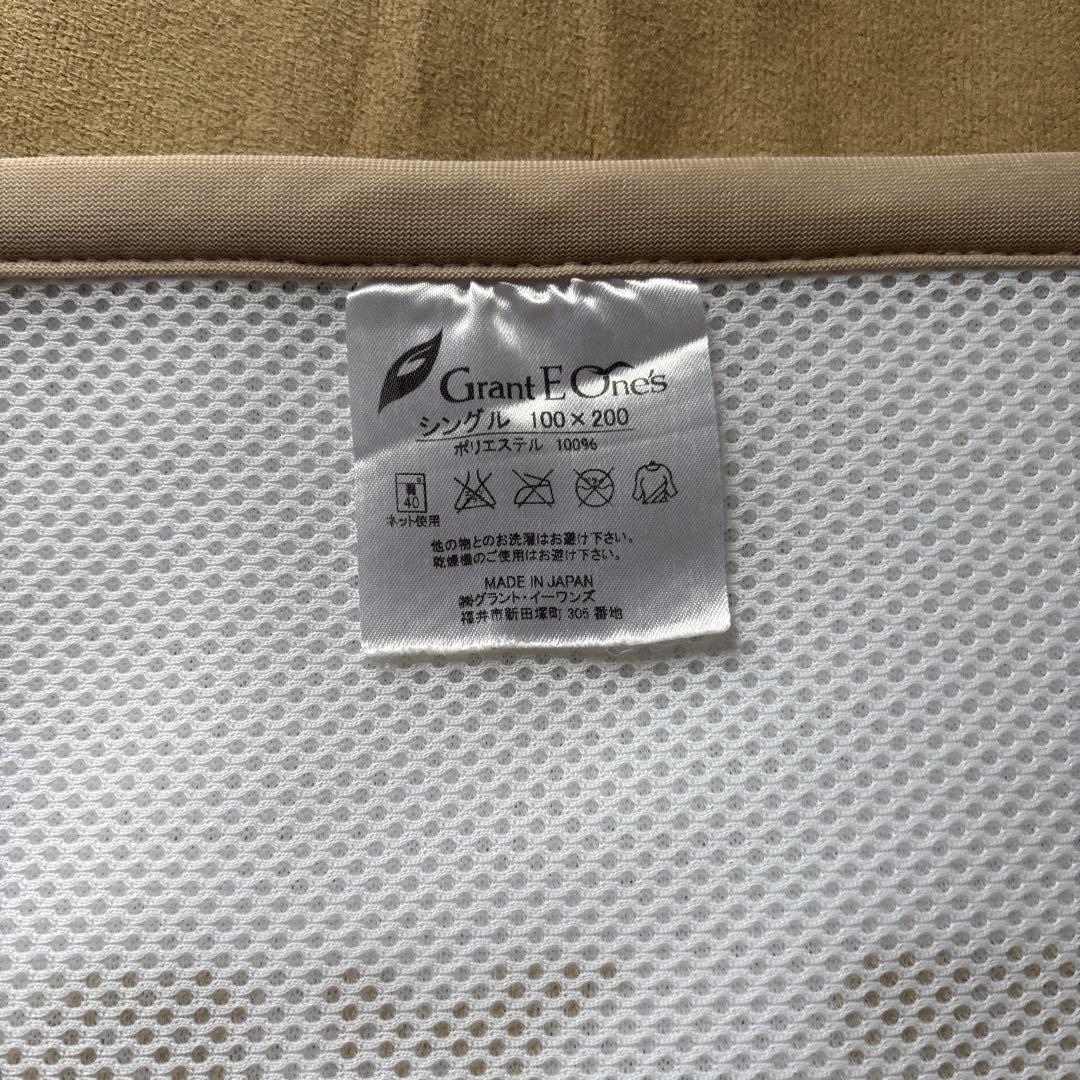 Grant E One's
シングル 100×200
ポリエステル 100%
40
ネット使用
他の物とのお洗濯はお避け下さい。
乾燥機のご使用はお避け下さい。
MADE IN JAPAN
㈱グラント・イーワンズ
福井市新田塚町 305 番地